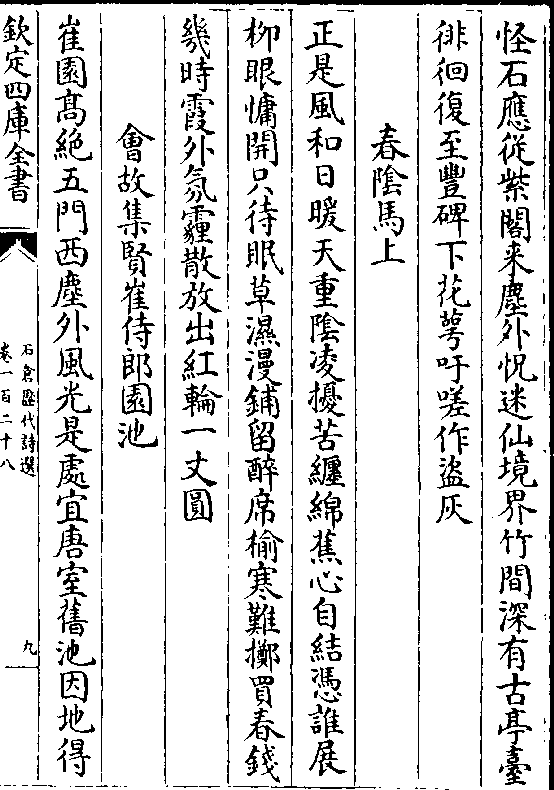 怪石應從紫閣来塵外怳迷仙境界竹間深有古亭臺
徘徊復至豐碑下花萼吁嗟作盜灰
春陰馬上
正是風和日暖天重陰凌擾苦纏綿蕉心自結憑誰展
柳眼慵開只待眠草濕漫鋪留醉席榆寒難擲買春錢
幾時霞外氛霾散放出紅輪一丈圓
會故集賢崔侍郎園池
崔園髙絶五門西塵外風光是處宜唐室舊池因地得
欽定四庫全書
石倉歷代詩選
卷一百二十八
九